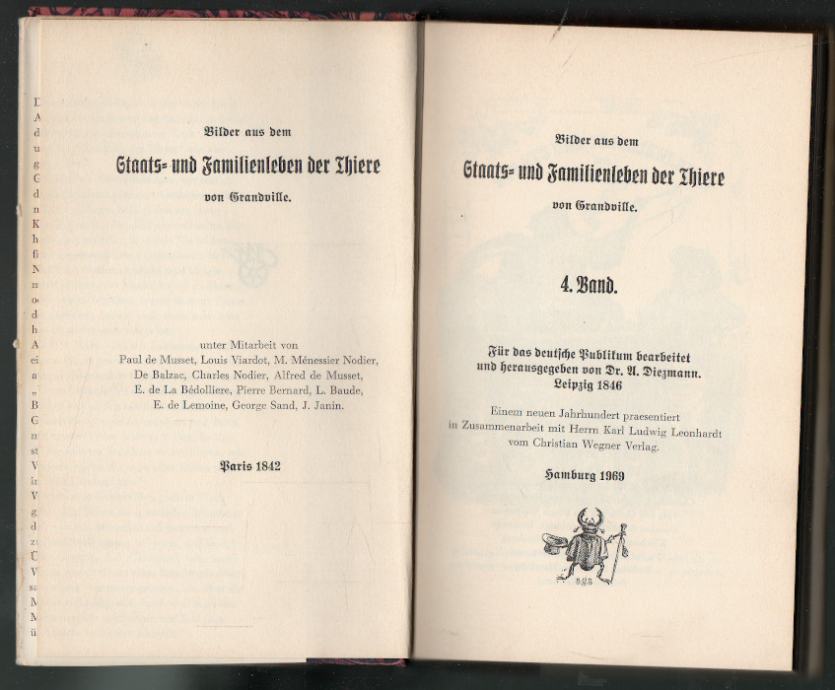 Bilder aus dem
Staats- und Familienleben der Thiere
von Grandville.
unter Mitarbeit von
Paul de Musset, Louis Viardot, M. Ménessier Nodier,
De Balzac, Charles Nodier, Alfred de Musset,
E. de La Bédolliere, Pierre Bernard, L. Baude,
E. de Lemoine, George Sand, J. Janin.
Paris 1842
Bilder aus dem
Staats- und Familienleben der Thiere
von Grandville.
4. Band.
Für das deutsche Publikum bearbeitet
und herausgegeben von Dr. A. Diezmann.
Leipzig 1846
Einem neuen Jahrhundert praesentiert
in Zusammenarbeit mit Herrn Karl Ludwig Leonhardt
vom Christian Wegner Verlag.
Hamburg 1969